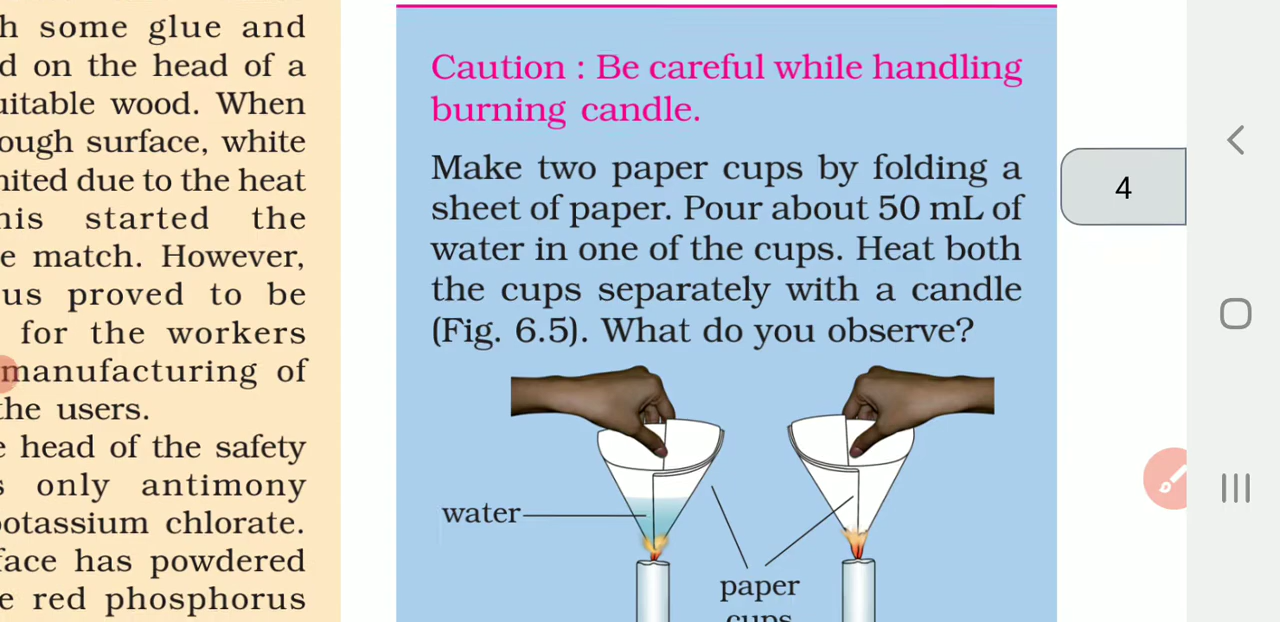 h some glue and
d on the head of a
uitable wood. When
ough surface, white
nited due to the heat
his started the
e match. However,
us proved to be
for the workers
manufacturing of
the users.
e head of the safety
s only antimony
potassium chlorate.
face has powdered
e red phosphorus
Caution : Be careful while handling
burning candle.
Make two paper cups by folding a
sheet of paper. Pour about 50 mL of
water in one of the cups. Heat both
the cups separately with a candle
(Fig. 6.5). What do you observe?
water
paper
cups
4